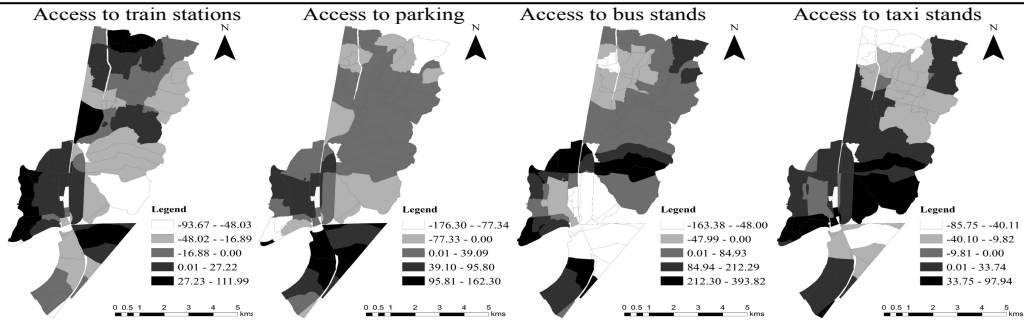 Access to train stations
N
Legend
-93.67 - -48.03
-48.02 - -16.89
-16.88 - 0.00
0.01 - 27.22
27.23 - 111.99
0 0.5 1 2 3 4 5 kms
Access to parking
N
Legend
-176.30 - -77.34
-77.33 - 0.00
0.01 - 39.09
39.10 - 95.80
95.81 - 162.30
0 0.5 1 2 3 4 5 kms
Access to bus stands
N
Legend
-163.38 - -48.00
-47.99 - 0.00
0.01 - 84.93
84.94 - 212.29
212.30 - 393.82
0 0.5 1 2 3 4 5 kms
Access to taxi stands
N
Legend
-85.75 - -40.11
-40.10 - -9.82
-9.81 - 0.00
0.01 - 33.74
33.75 - 97.94
0 0.5 1 2 3 4 5 kms